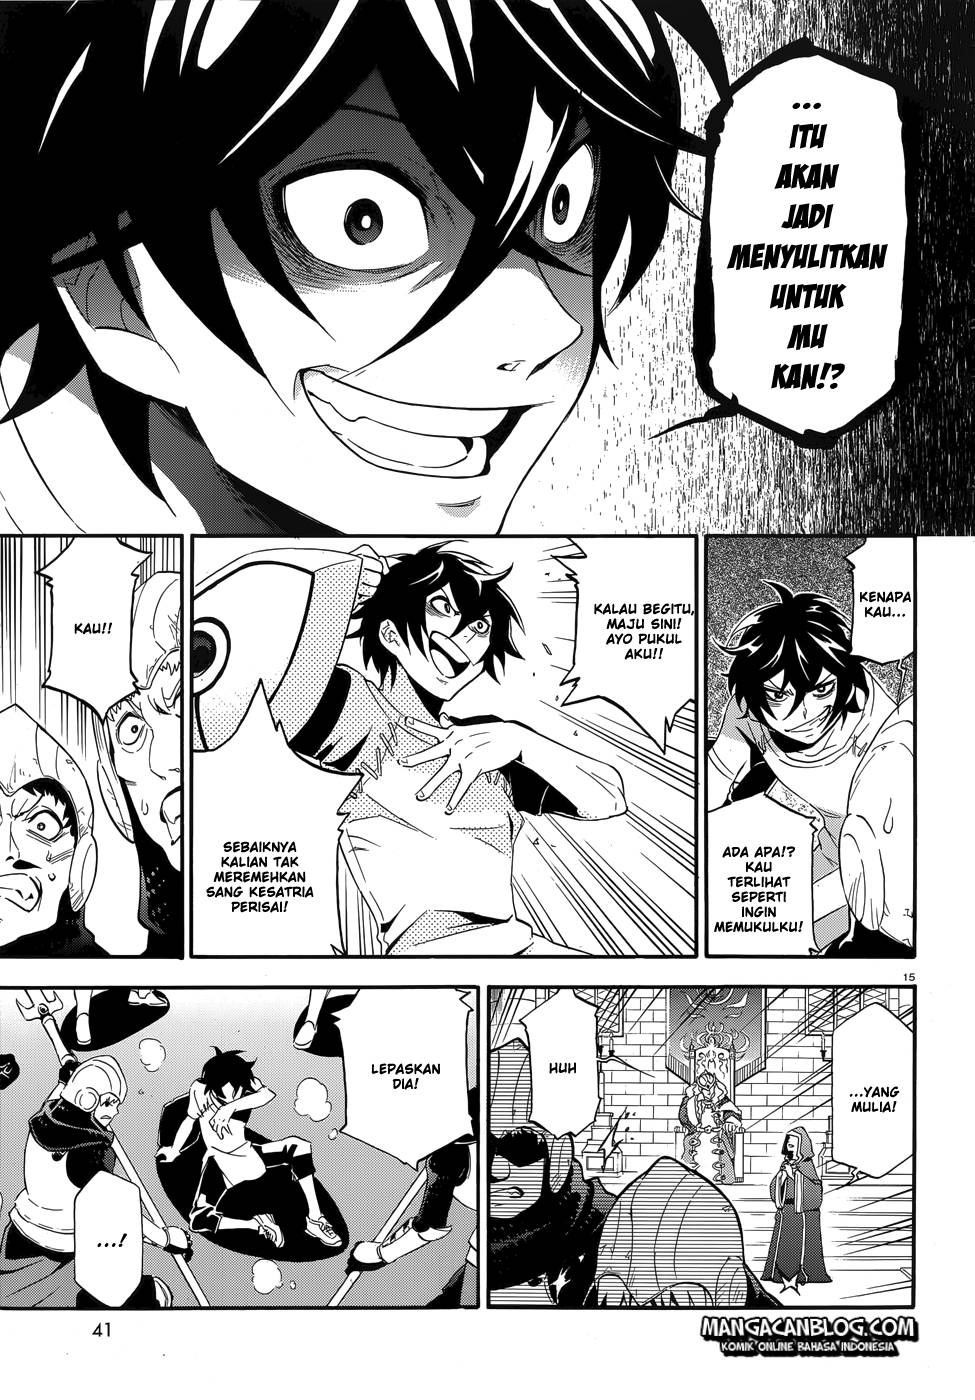 ...
ITU
AKAN
JADI
MENYULITKAN
UNTUK
MU
KAN!?
KENAPA
KAU...
ADA APA!?
KAU
TERLIHAT
SEPERTI
INGIN
MEMUKULKU!
KALAU BEGITU,
MAJU SINI!
AYO PUKUL
AKU!!
SEBAIKNYA
KALIAN TAK
MEREMEHKAN
SANG KESATRIA
PERISAI!
KAU!!
15
...YANG
MULIA!
HUH
LEPASKAN
DIA!
...!
41
MANGACANBLOG.COM
KOMIK ONLINE BAHASA INDONESIA